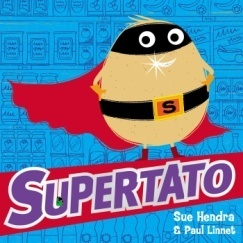 S
SUPERTATO
Sue Hendra
& Paul Linnet